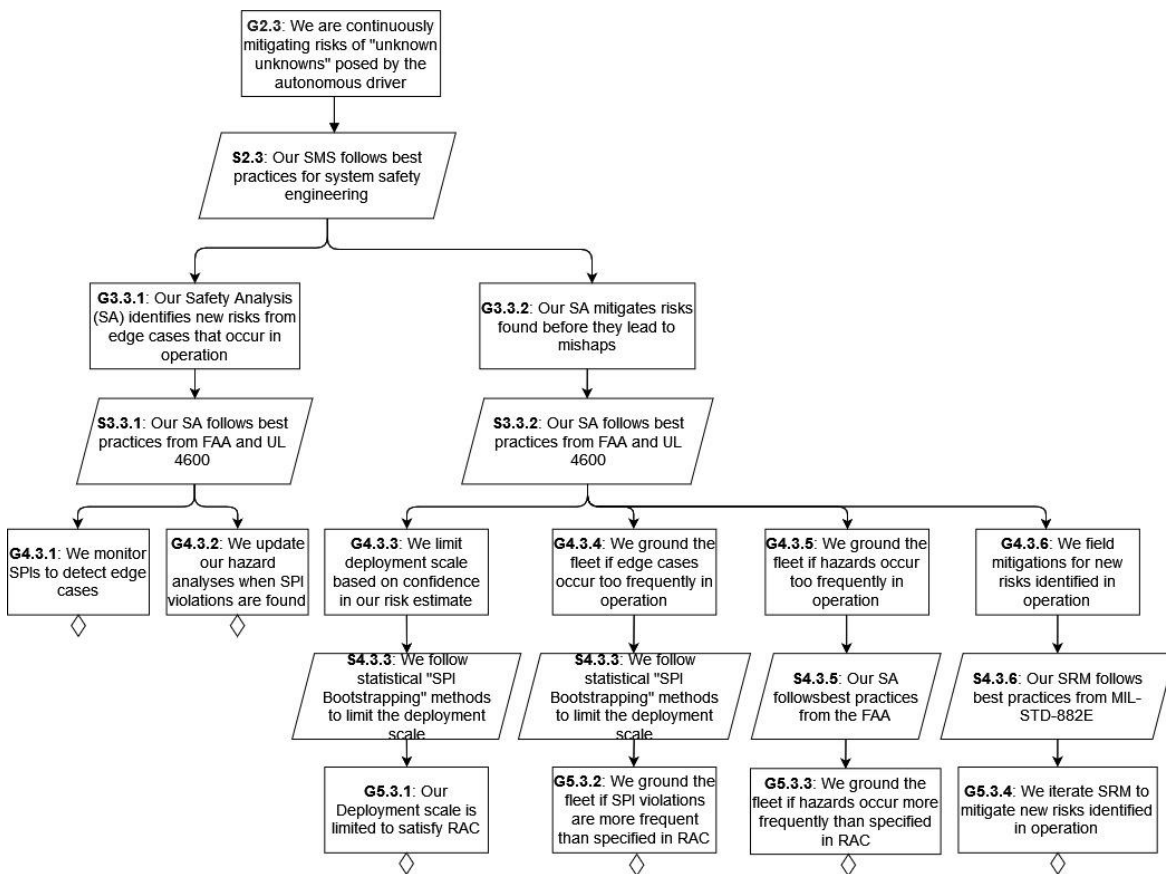 G2.3: We are continuously
mitigating risks of "unknown
unknowns" posed by the
autonomous driver
S2.3: Our SMS follows best
practices for system safety
engineering
G3.3.1: Our Safety Analysis
(SA) identifies new risks from
edge cases that occur in
operation
G3.3.2: Our SA mitigates risks
found before they lead to
mishaps
S3.3.1: Our SA follows best
practices from FAA and UL
4600
S3.3.2: Our SA follows best
practices from FAA and UL
4600
G4.3.1: We monitor
SPIs to detect edge
cases
G4.3.2: We update
our hazard
analyses when SPI
violations are found
G4.3.3: We limit
deployment scale
based on confidence
in our risk estimate
G4.3.4: We ground the
fleet if edge cases
occur too frequently in
operation
G4.3.5: We ground the
fleet if hazards occur
too frequently in
operation
G4.3.6: We field
mitigations for new
risks identified in
operation
S4.3.3: We follow
statistical "SPI
Bootstrapping" methods
to limit the deployment
scale
S4.3.3: We follow
statistical "SPI
Bootstrapping" methods
to limit the deployment
scale
S4.3.5: Our SA
followsbest practices
from the FAA
S4.3.6: Our SRM follows
best practices from MIL-
STD-882E
G5.3.1: Our
Deployment scale is
limited to satisfy RAC
G5.3.2: We ground the
fleet if SPI violations
are more frequent
than specified in RAC
G5.3.3: We ground the
fleet if hazards occur more
frequently than specified
in RAC
G5.3.4: We iterate SRM to
mitigate new risks identified
in operation